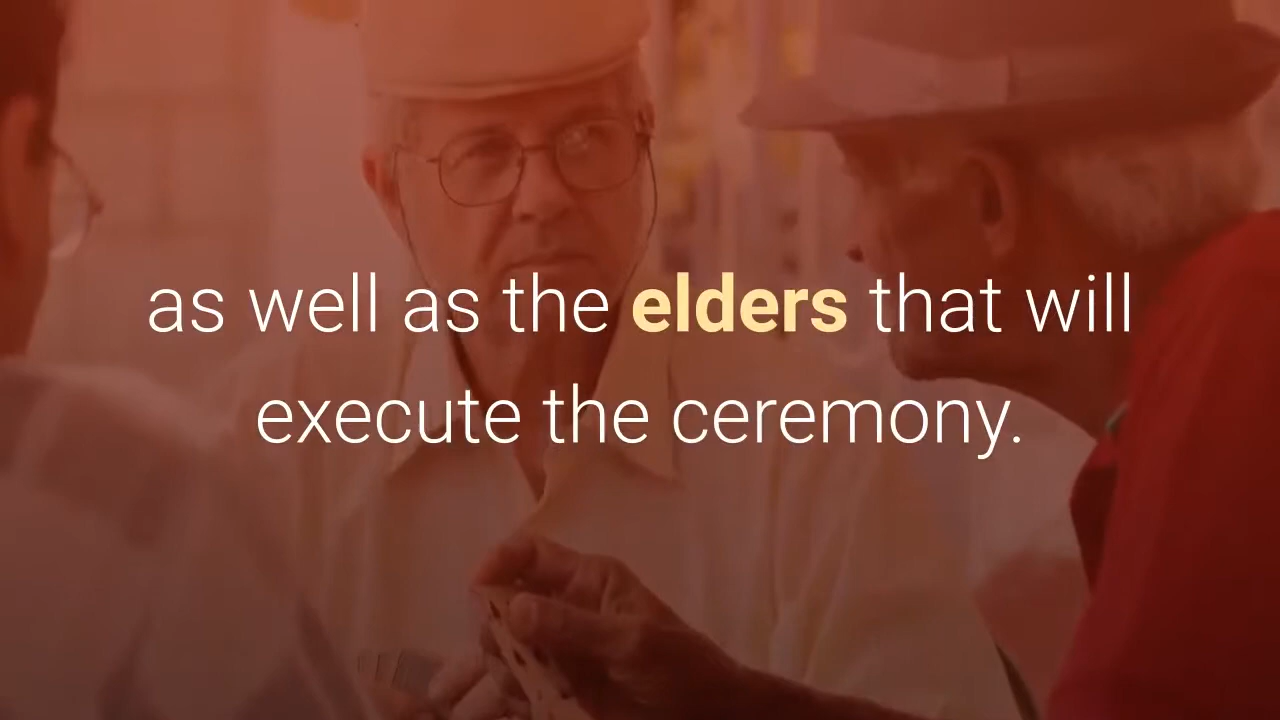 as well as the elders that will
execute the ceremony.